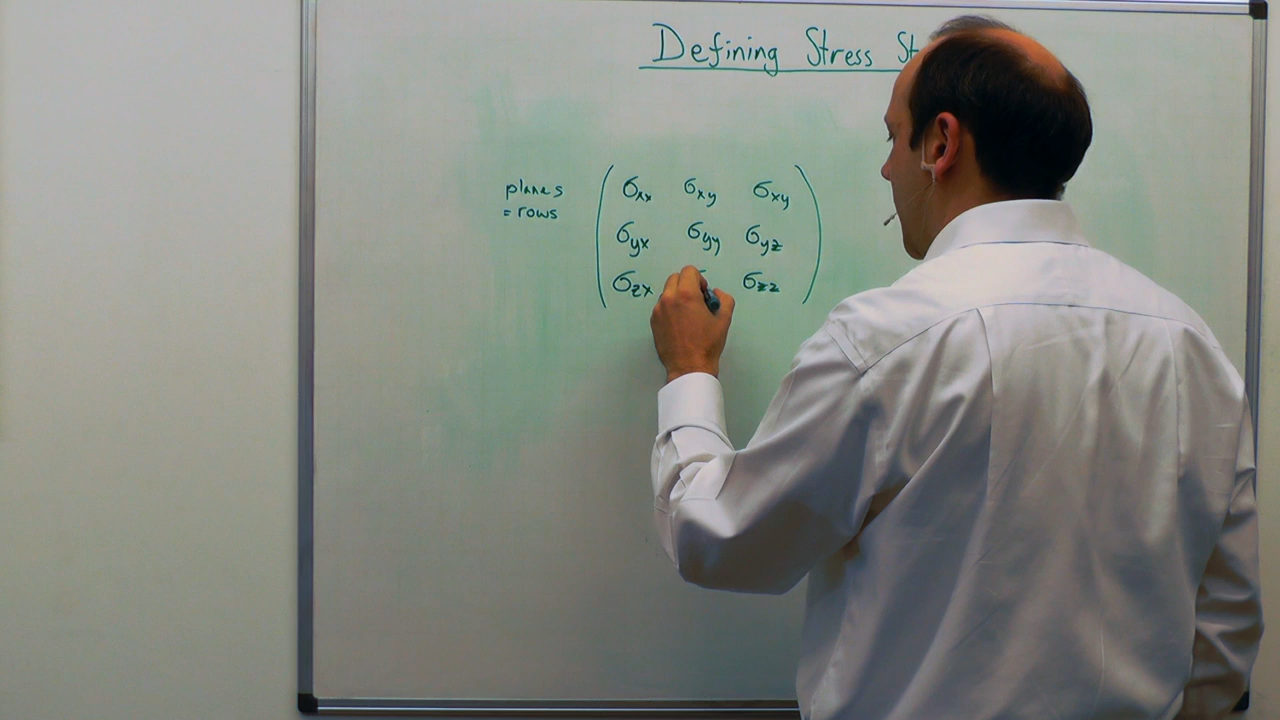 Defining Stress St
planes
= rows
σxx σxy σxy
σyx σyy σyz
σzx σzz